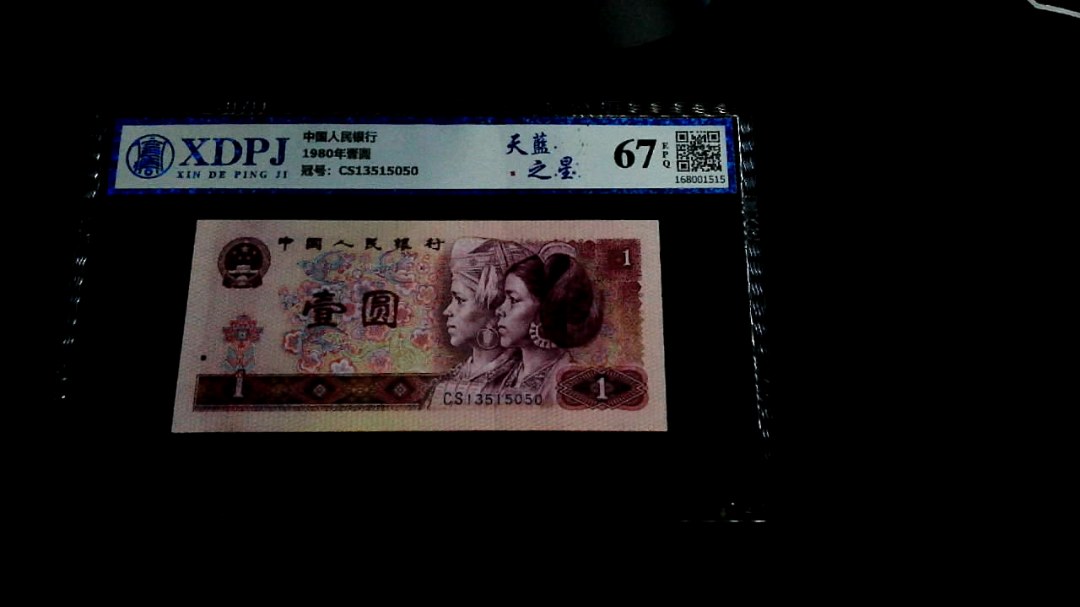 XDPJ
XIN DE PING JI
中国人民银行
1980年壹圆
冠号：CS13515050
天蓝
之星
67
EPQ
168001515
中国人民银行
1
壹圆
1
CS13515050
1